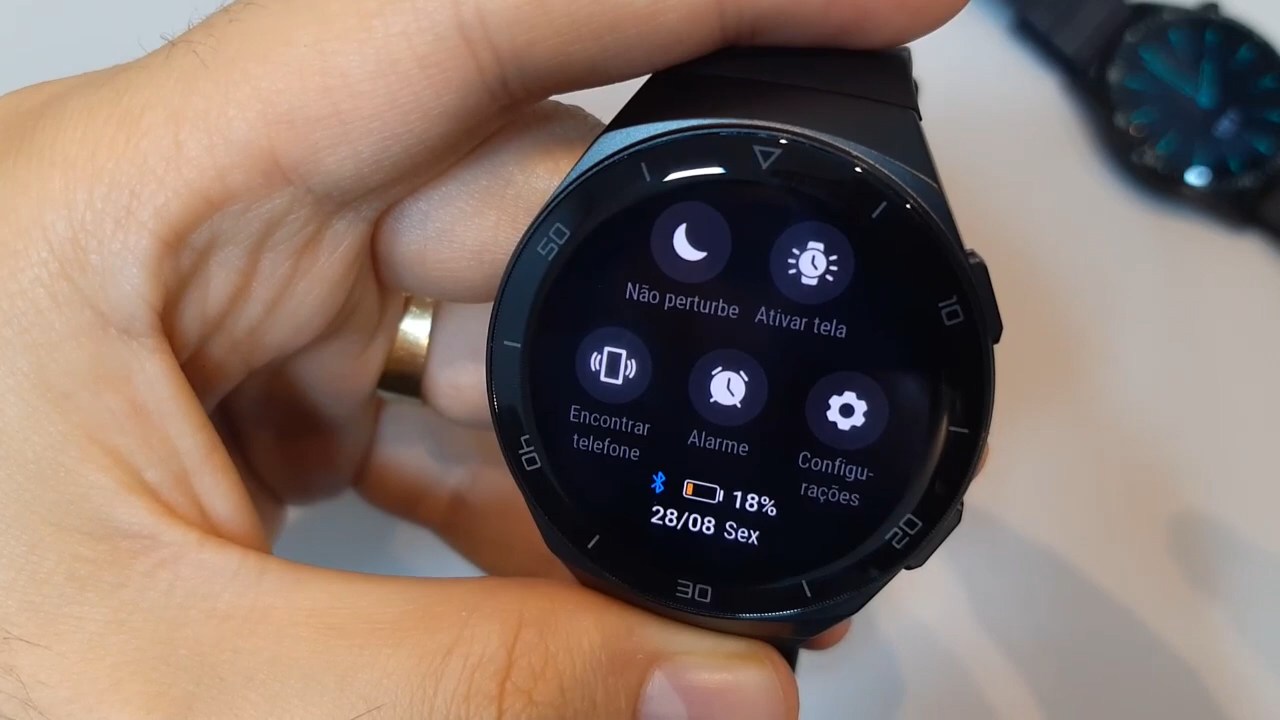 50
10
40
20
30
Não perturbe
Ativar tela
Encontrar
telefone
Alarme
Configu-
rações
18%
28/08 Sex